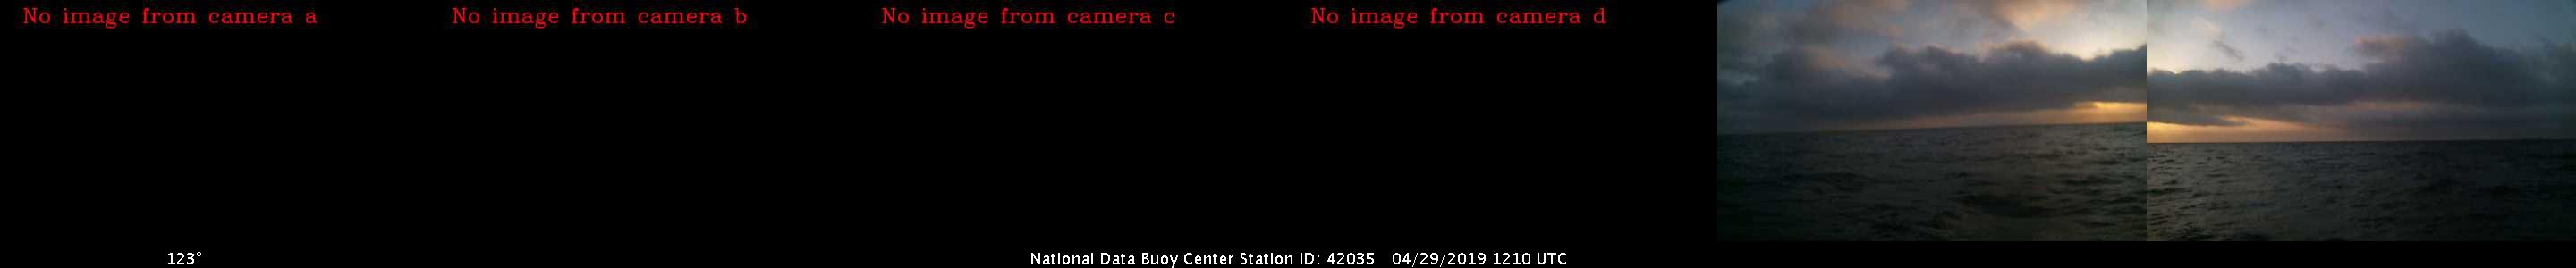 No image from camera a
No image from camera b
No image from camera c
No image from camera d
123°
National Data Buoy Center Station ID: 42035 04/29/2019 1210 UTC